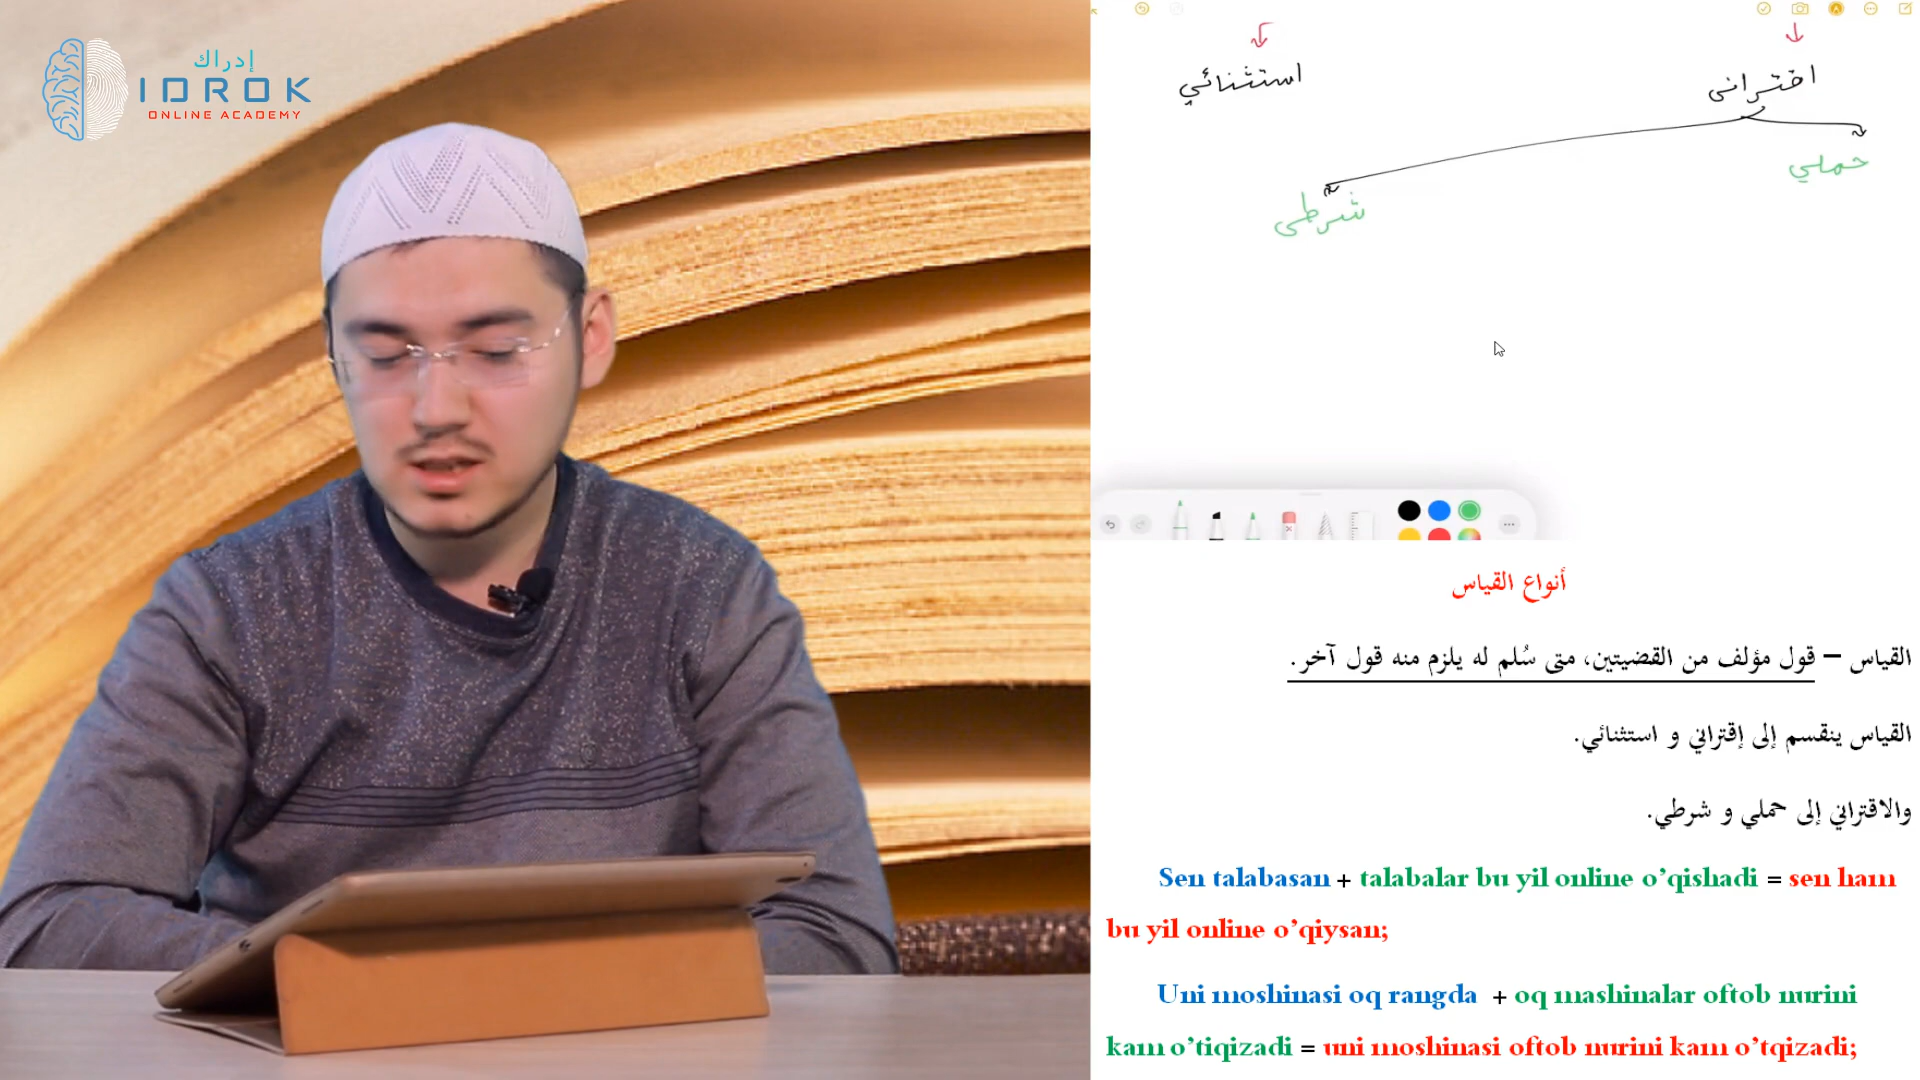 إدراك
IDROK
ONLINE ACADEMY
اقتراني
استثنائي
حملي
شرطي
أنواع القياس
القياس – قول مؤلف من القضيتين، متى سُلم له يلزم منه قول آخر.
القياس ينقسم إلى إقتراني و استثنائي.
والاقتراني إلى حملي و شرطي.
Sen talabasan + talabalar bu yil online o’qishadi = sen ham
bu yil online o’qiysan;
Uni moshinasi oq rangda + oq mashinalar oftob nurini
kam o’tiqizadi = uni moshinasi oftob nurini kam o’tqizadi;